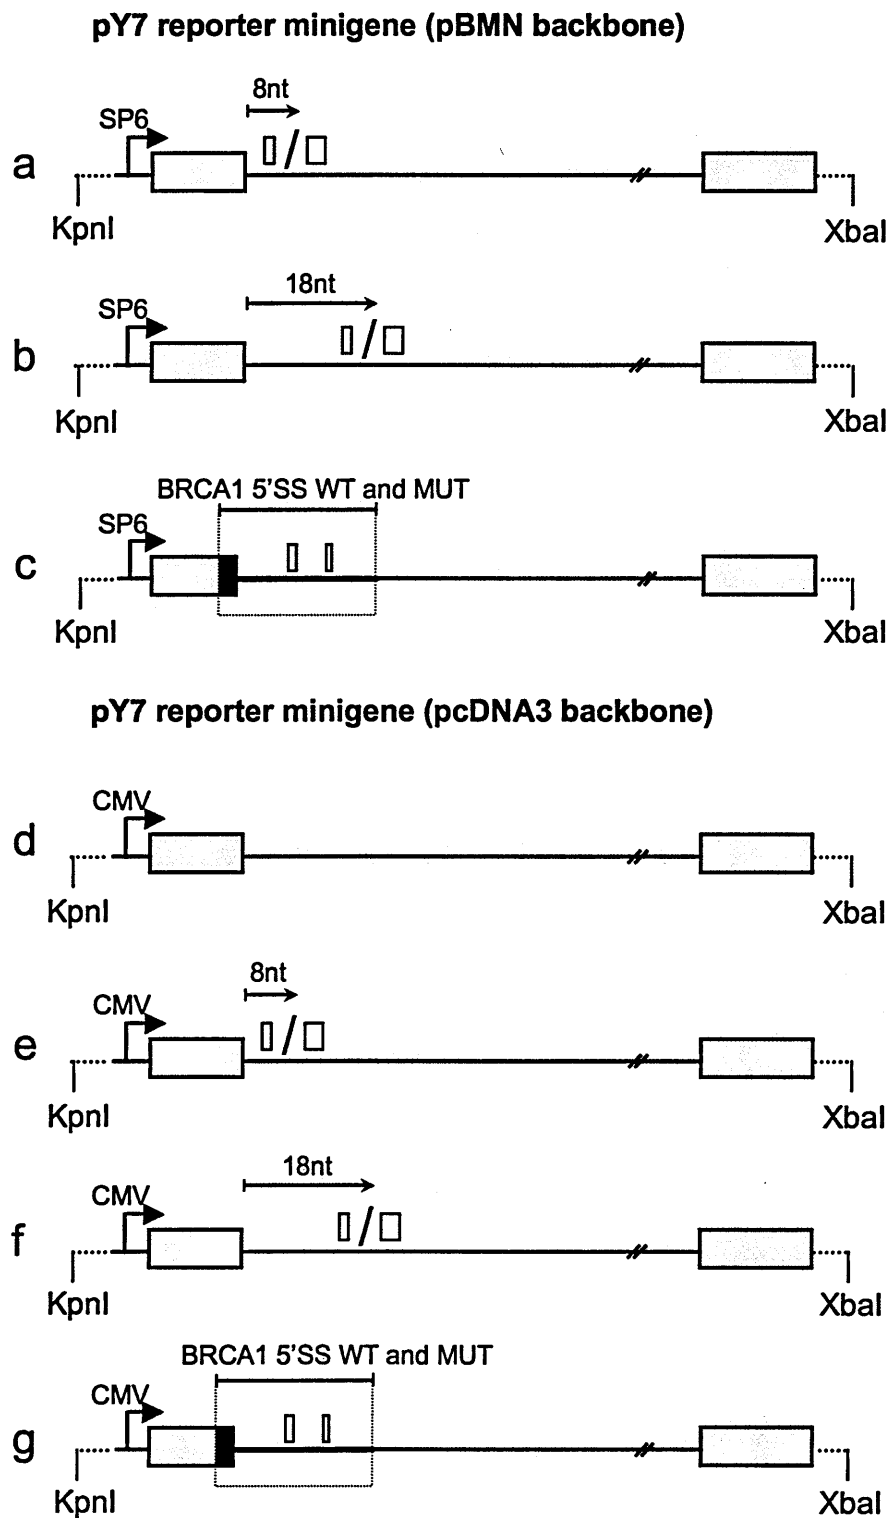 pY7 reporter minigene (pBMN backbone)
8nt
SP6
a
KpnI
XbaI
18nt
SP6
b
KpnI
XbaI
BRCA1 5'SS WT and MUT
SP6
c
KpnI
XbaI
pY7 reporter minigene (pcDNA3 backbone)
CMV
d
KpnI
XbaI
8nt
CMV
e
KpnI
XbaI
18nt
CMV
f
KpnI
XbaI
BRCA1 5'SS WT and MUT
CMV
g
KpnI
XbaI